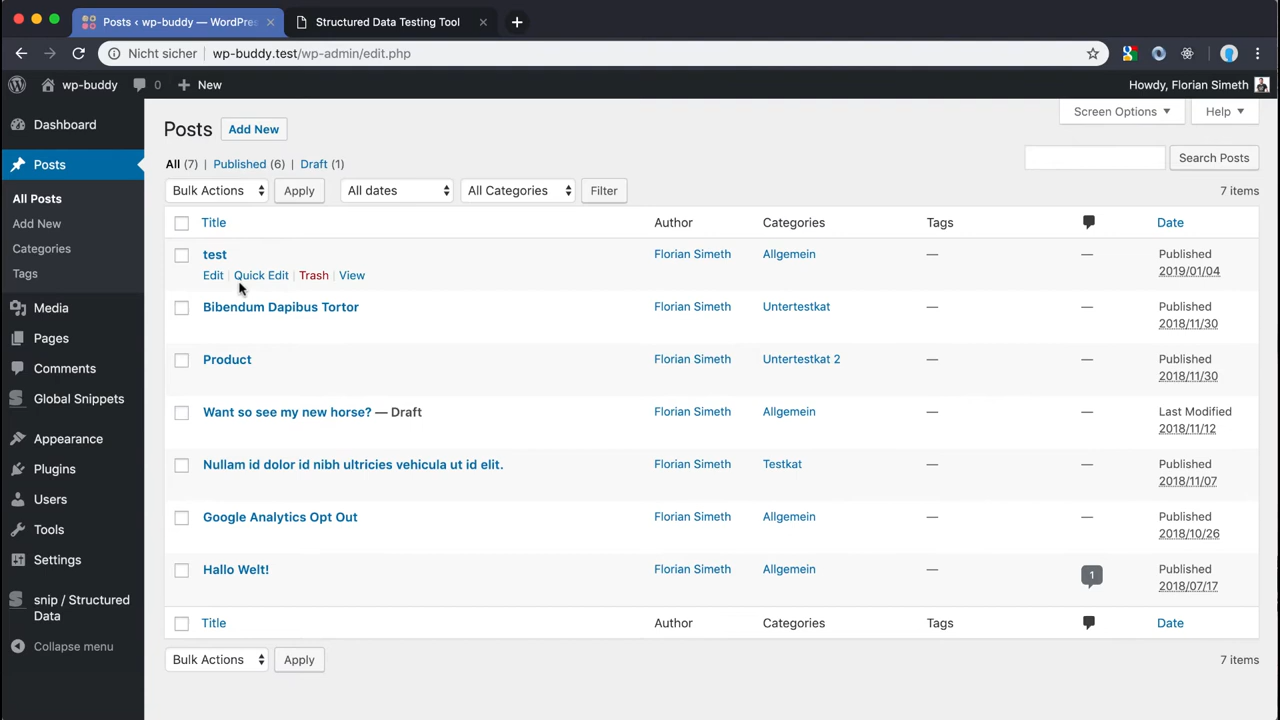 Posts ‹ wp-buddy — WordPres
Structured Data Testing Tool
Nicht sicher wp-buddy.test/wp-admin/edit.php
wp-buddy 0 New Howdy, Florian Simeth
Dashboard
Posts
All Posts
Add New
Categories
Tags
Media
Pages
Comments
Global Snippets
Appearance
Plugins
Users
Tools
Settings
snip / Structured
Data
Collapse menu
Screen Options Help
Posts Add New
All (7) | Published (6) | Draft (1)
Search Posts
Bulk Actions Apply All dates All Categories Filter 7 items
Title Author Categories Tags Date
test Florian Simeth Allgemein — — Published
Edit | Quick Edit | Trash | View 2019/01/04
Bibendum Dapibus Tortor Florian Simeth Untertestkat — — Published
2018/11/30
Product Florian Simeth Untertestkat 2 — — Published
2018/11/30
Want so see my new horse? — Draft Florian Simeth Allgemein — — Last Modified
2018/11/12
Nullam id dolor id nibh ultricies vehicula ut id elit. Florian Simeth Testkat — — Published
2018/11/07
Google Analytics Opt Out Florian Simeth Allgemein — — Published
2018/10/26
Hallo Welt! Florian Simeth Allgemein — 1 Published
2018/07/17
Title Author Categories Tags Date
Bulk Actions Apply 7 items